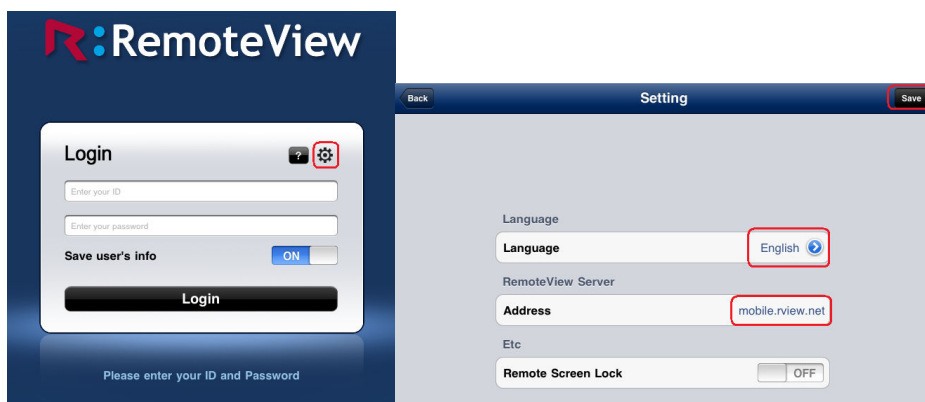 R:RemoteView
Login
?
Enter your ID
Enter your password
Save user's info
ON
Login
Please enter your ID and Password
Back
Setting
Save
Language
Language
English
RemoteView Server
Address
mobile.rview.net
Etc
Remote Screen Lock
OFF